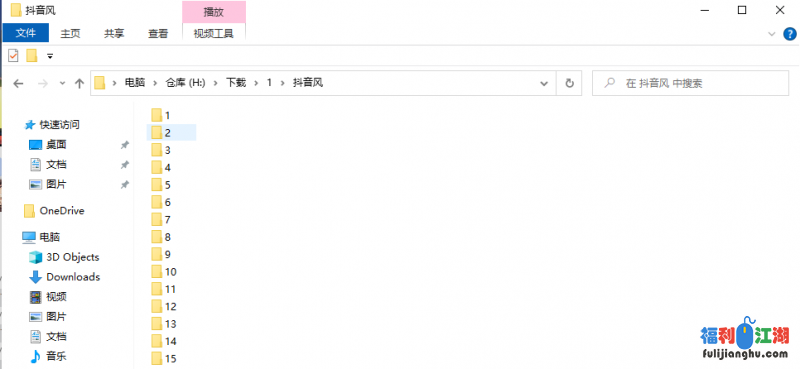 抖音风
播放
文件
主页
共享
查看
视频工具
电脑 仓库 (H:) 下载 1 抖音风
在 抖音风 中搜索
快速访问
桌面
文档
图片
OneDrive
电脑
3D Objects
Downloads
视频
图片
文档
音乐
1
2
3
4
5
6
7
8
9
10
11
12
13
14
15
福利江湖
fulijianghu.com